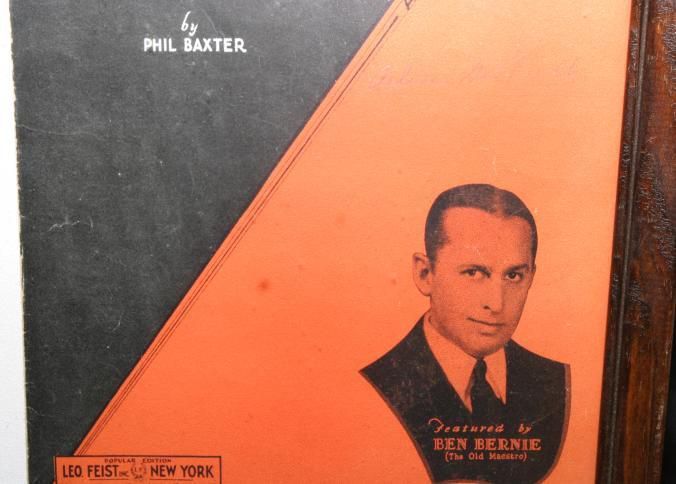 by
PHIL BAXTER
Featured by
BEN BERNIE
(The Old Maestro)
POPULAR EDITION
LEO. FEIST INC NEW YORK